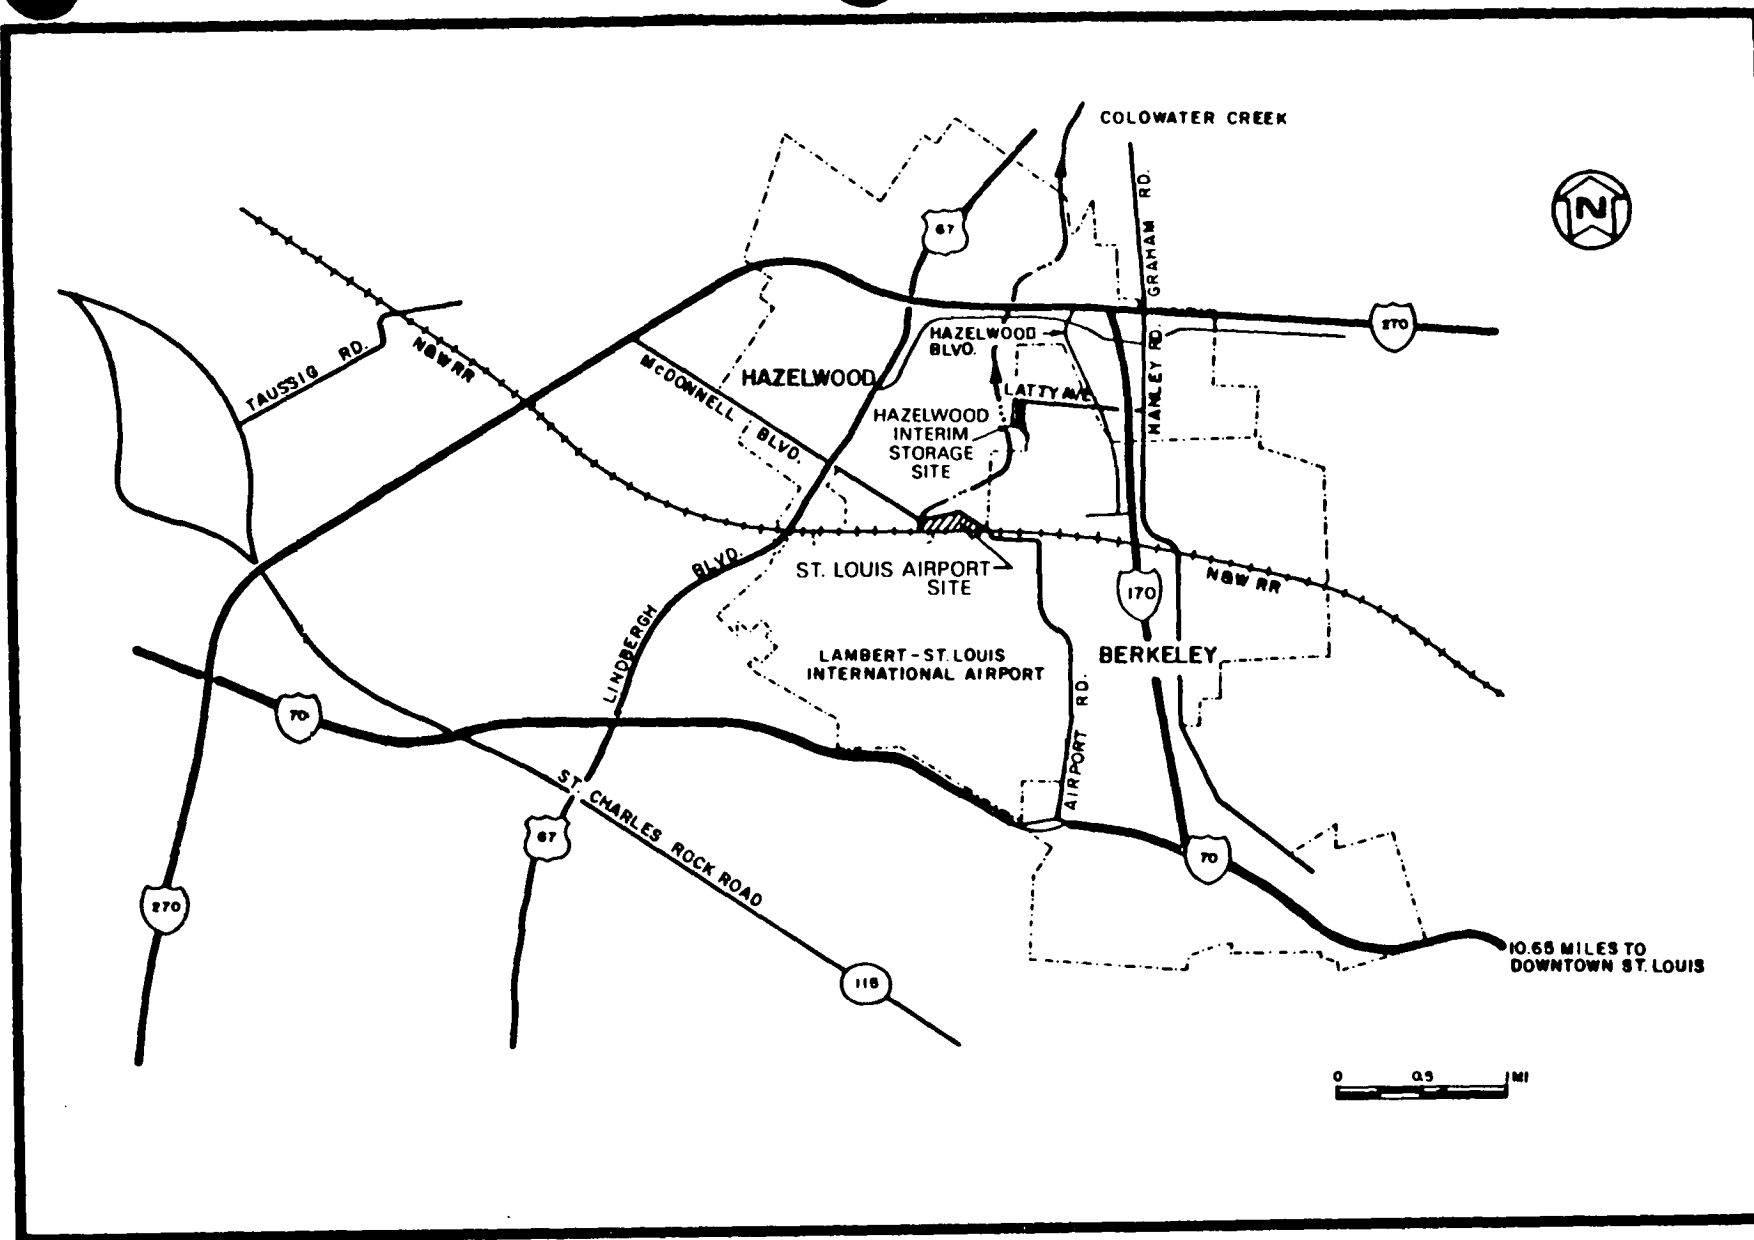 COLDWATER CREEK
N
67
GRAHAM RD.
270
N&W RR
TAUSSIG RD.
McDONNELL BLVD.
HAZELWOOD
HAZELWOOD
BLVD.
HANLEY RD.
LATTY AVE
HAZELWOOD
INTERIM
STORAGE
SITE
LINDBERGH BLVD.
ST. LOUIS AIRPORT
SITE
170
N&W RR
BERKELEY
LAMBERT-ST. LOUIS
INTERNATIONAL AIRPORT
AIRPORT RD.
70
ST. CHARLES ROCK ROAD
67
70
270
115
10.65 MILES TO
DOWNTOWN ST. LOUIS
0 0.5 1 MI